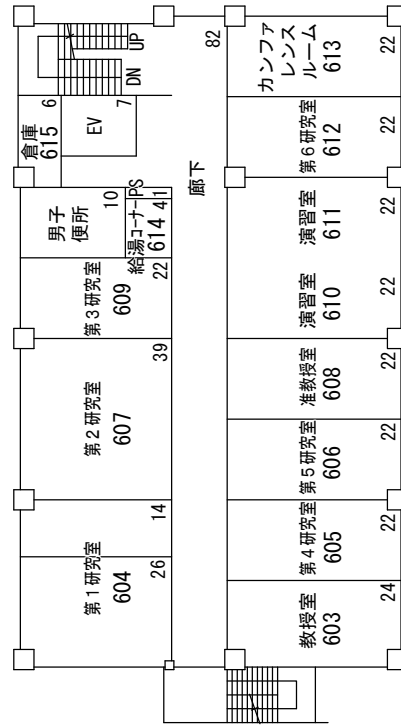 倉庫
615
6
EV
7
UP
DN
男子
便所
10
PS
1
給湯コーナー
614
4
第3研究室
609
22
第2研究室
607
39
第1研究室
604
14
26
廊下
82
カンファ
レンス
ルーム
613
22
第6研究室
612
22
演習室
611
22
演習室
610
22
准教授室
608
22
第5研究室
606
22
第4研究室
605
22
教授室
603
24